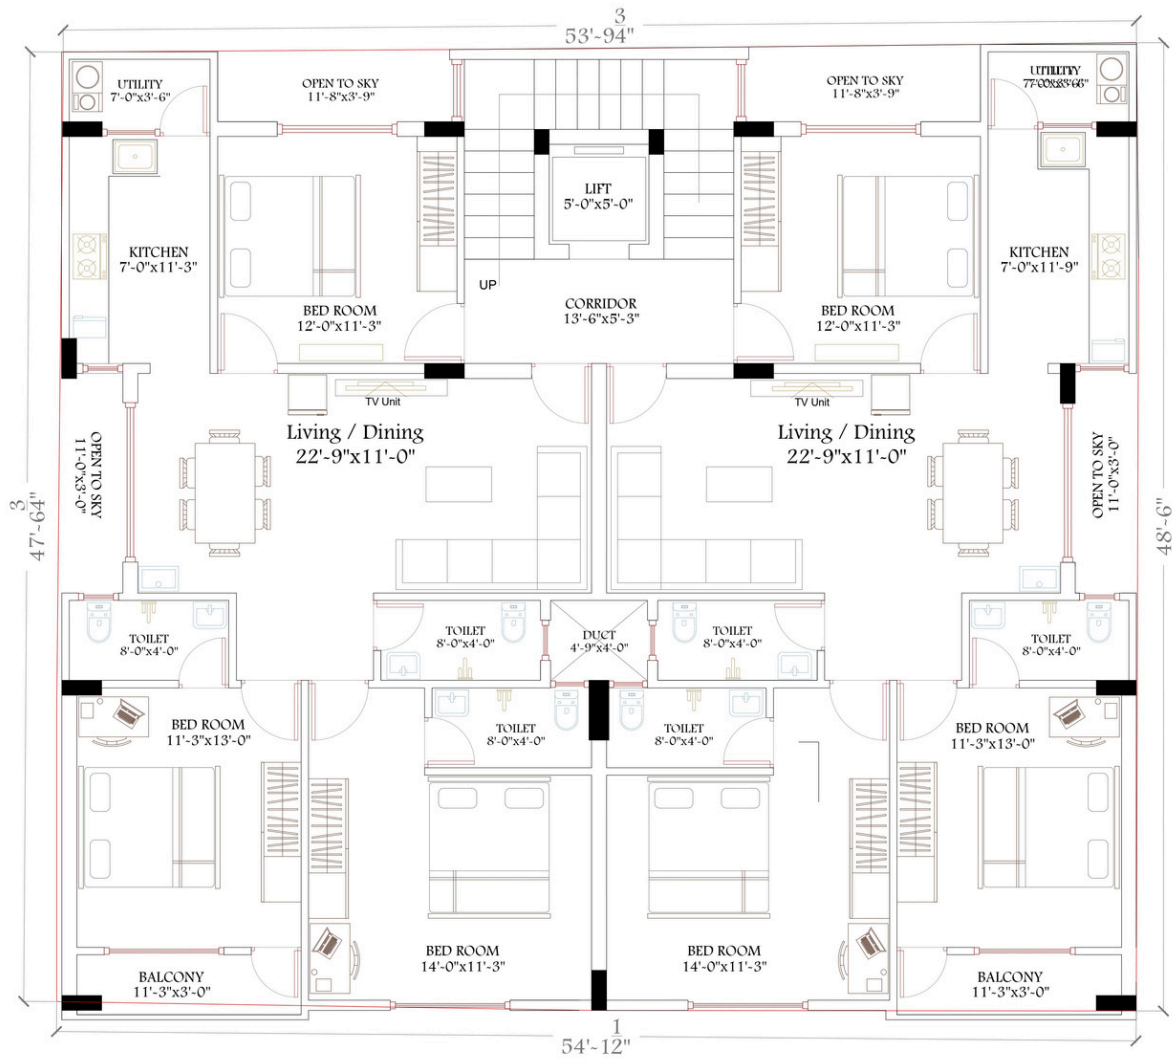 53'-9 3/4"
UTILITY
7'-0"x3'-6"
OPEN TO SKY
11'-8"x3'-9"
OPEN TO SKY
11'-8"x3'-9"
UTILITY
LIFT
5'-0"x5'-0"
KITCHEN
7'-0"x11'-3"
KITCHEN
7'-0"x11'-9"
UP
BED ROOM
12'-0"x11'-3"
CORRIDOR
13'-6"x5'-3"
BED ROOM
12'-0"x11'-3"
TV Unit
TV Unit
Living / Dining
22'-9"x11'-0"
Living / Dining
22'-9"x11'-0"
OPEN TO SKY
11'-0"x3'-0"
OPEN TO SKY
11'-0"x3'-0"
47'-6 3/4"
48'-6"
TOILET
8'-0"x4'-0"
TOILET
8'-0"x4'-0"
DUCT
4'-9"x4'-0"
TOILET
8'-0"x4'-0"
TOILET
8'-0"x4'-0"
BED ROOM
11'-3"x13'-0"
TOILET
8'-0"x4'-0"
TOILET
8'-0"x4'-0"
BED ROOM
11'-3"x13'-0"
BED ROOM
14'-0"x11'-3"
BED ROOM
14'-0"x11'-3"
BALCONY
11'-3"x3'-0"
BALCONY
11'-3"x3'-0"
54'-1 1/2"